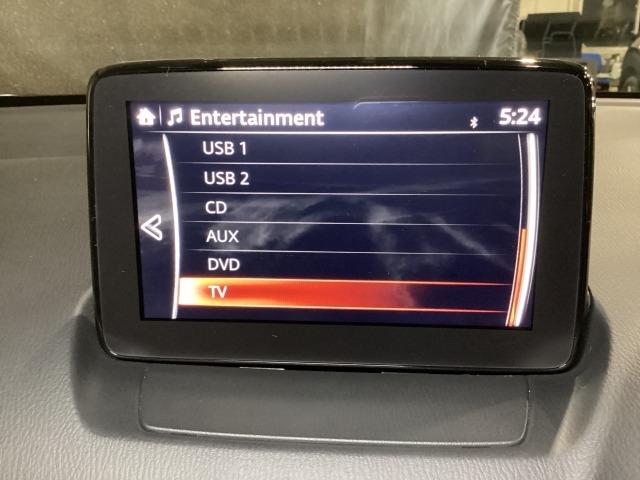 Entertainment 5:24
USB 1
USB 2
CD
AUX
DVD
TV